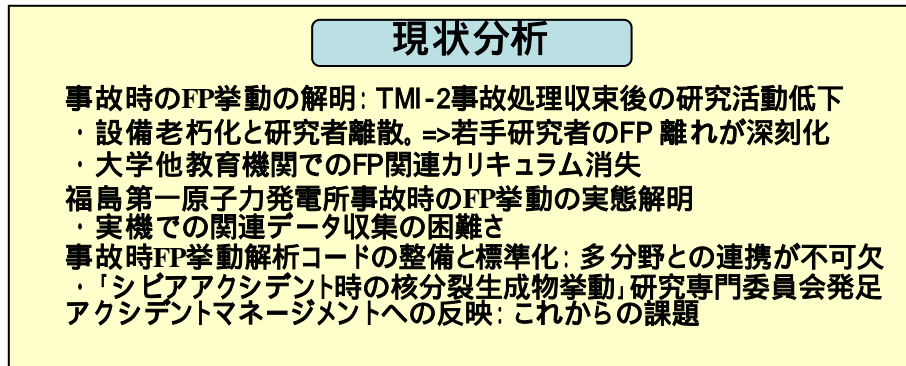 現状分析
事故時のFP挙動の解明：TMI-2事故処理収束後の研究活動低下
・設備老朽化と研究者離散。=>若手研究者のFP離れが深刻化
・大学他教育機関でのFP関連カリキュラム消失
福島第一原子力発電所事故時のFP挙動の実態解明
・実機での関連データ収集の困難さ
事故時FP挙動解析コードの整備と標準化：多分野との連携が不可欠
・「シビアアクシデント時の核分裂生成物挙動」研究専門委員会発足
アクシデントマネージメントへの反映：これからの課題